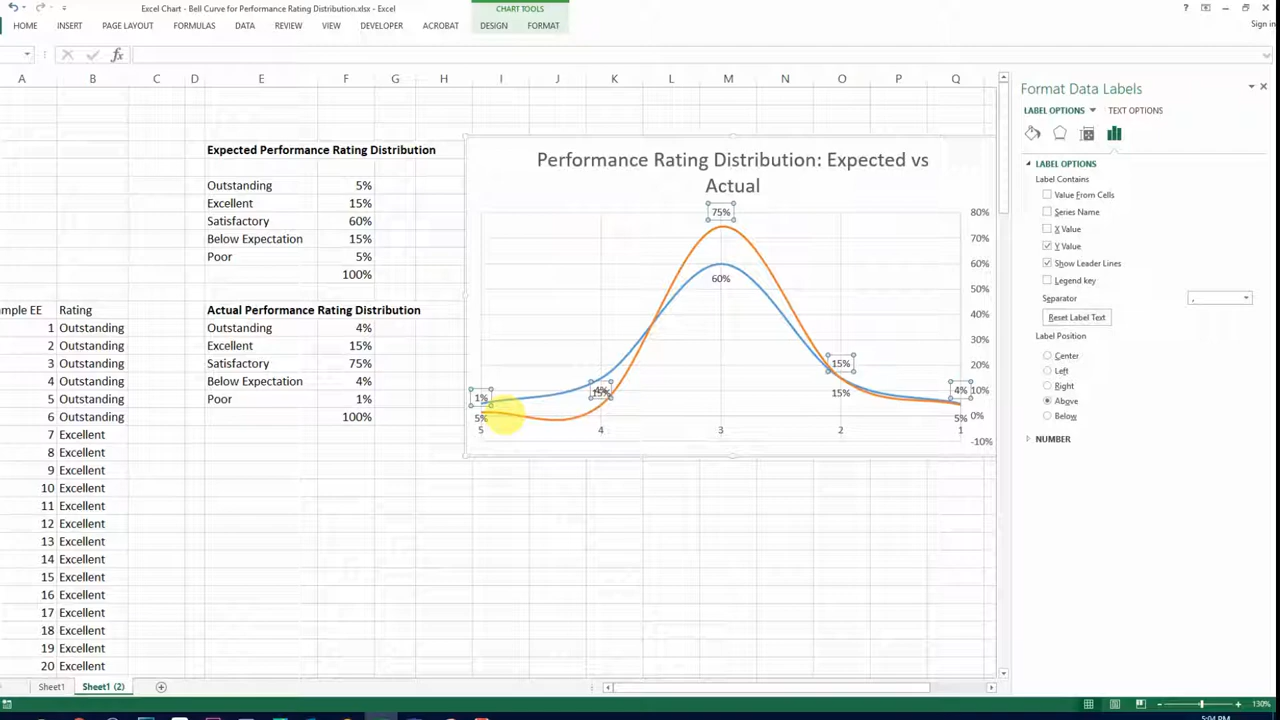 Excel Chart - Bell Curve for Performance Rating Distribution.xlsx - Excel
CHART TOOLS
?
HOME INSERT PAGE LAYOUT FORMULAS DATA REVIEW VIEW DEVELOPER ACROBAT DESIGN FORMAT
Sign in
fx
A B C D E F G H I J K L M N O P Q
Expected Performance Rating Distribution
Outstanding 5%
Excellent 15%
Satisfactory 60%
Below Expectation 15%
Poor 5%
100%
mple EE Rating Actual Performance Rating Distribution
1 Outstanding Outstanding 4%
2 Outstanding Excellent 15%
3 Outstanding Satisfactory 75%
4 Outstanding Below Expectation 4%
5 Outstanding Poor 1%
6 Outstanding 100%
7 Excellent
8 Excellent
9 Excellent
10 Excellent
11 Excellent
12 Excellent
13 Excellent
14 Excellent
15 Excellent
16 Excellent
17 Excellent
18 Excellent
19 Excellent
20 Excellent
Performance Rating Distribution: Expected vs
Actual
75%
80%
70%
60%
60%
50%
40%
30%
15%
20%
1% 4% 15% 15% 4% 10%
5% 5% 0%
5 4 3 2 1
-10%
Format Data Labels
LABEL OPTIONS TEXT OPTIONS
LABEL OPTIONS
Label Contains
Value From Cells
Series Name
X Value
Y Value
Show Leader Lines
Legend key
Separator ,
Reset Label Text
Label Position
Center
Left
Right
Above
Below
NUMBER
Sheet1 Sheet1 (2)
130%
5:04 PM